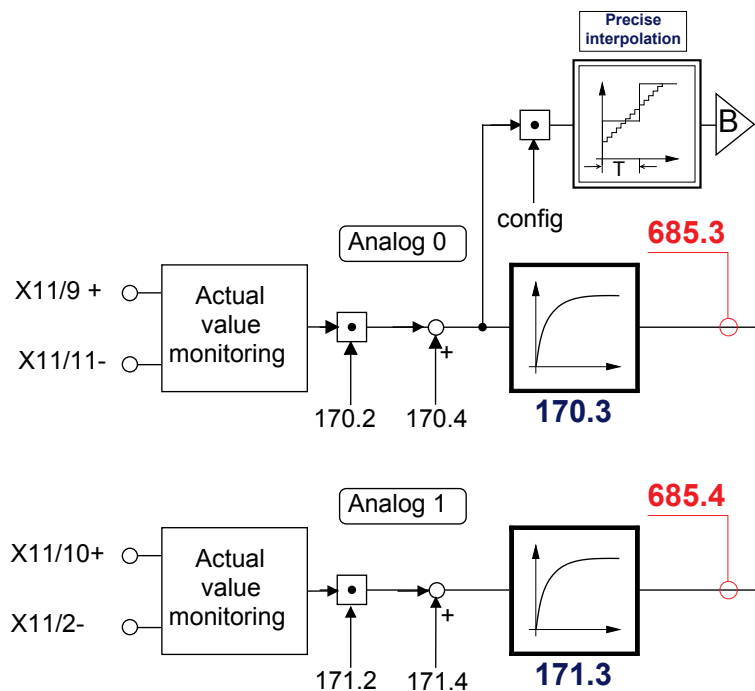 Precise
interpolation
B
T
config
Analog 0
685.3
X11/9 +
Actual
value
monitoring
X11/11-
170.2
+
170.4
170.3
Analog 1
685.4
X11/10+
Actual
value
monitoring
X11/2-
171.2
+
171.4
171.3